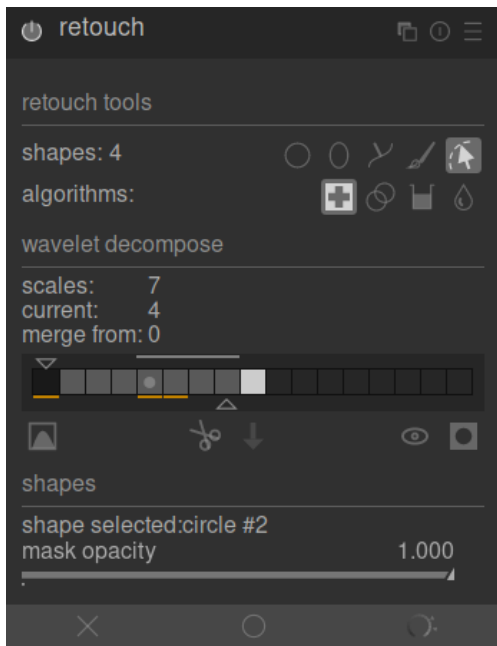 retouch
retouch tools
shapes: 4
algorithms:
wavelet decompose
scales: 7
current: 4
merge from: 0
shapes
shape selected:circle #2
mask opacity 1.000